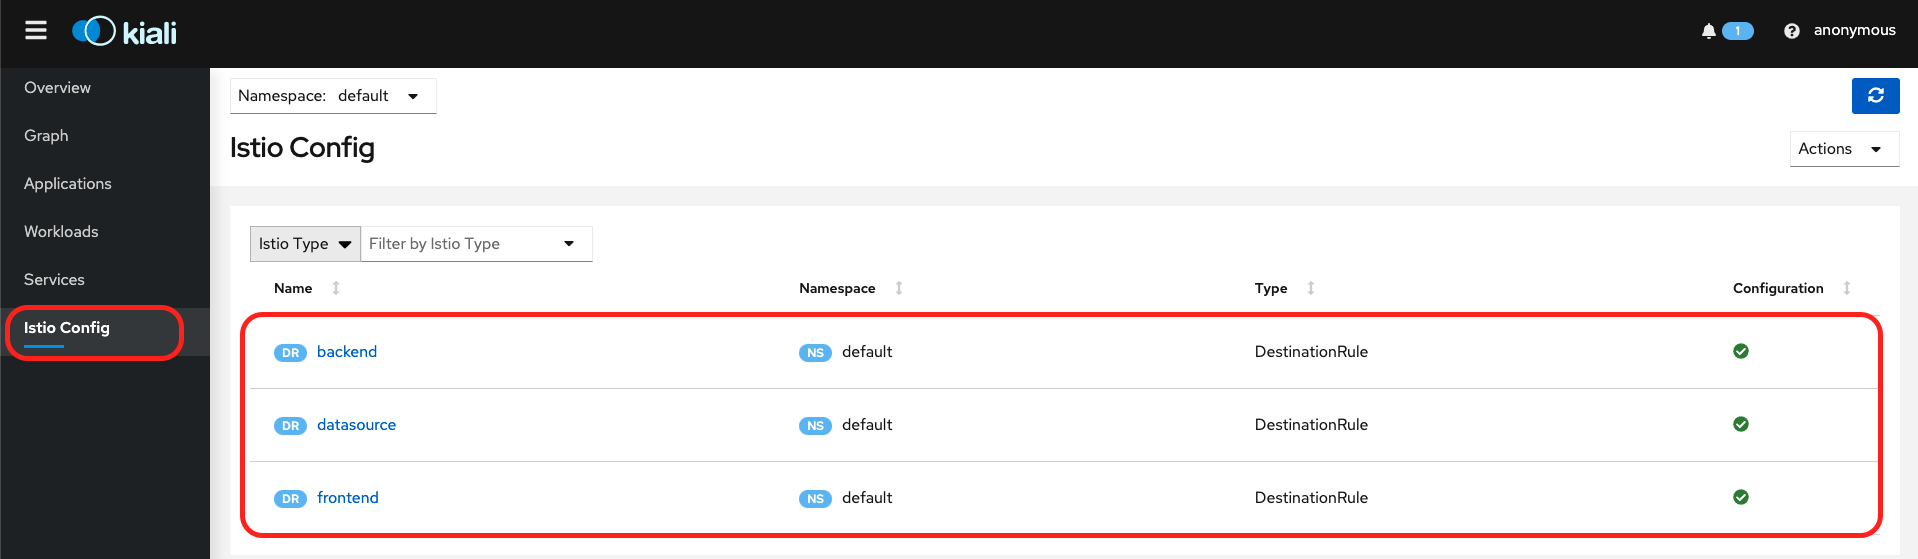 kiali
1
anonymous
Overview
Graph
Applications
Workloads
Services
Istio Config
Namespace: default
Istio Config
Actions
Istio Type Filter by Istio Type
Name Namespace Type Configuration
DR backend NS default DestinationRule
DR datasource NS default DestinationRule
DR frontend NS default DestinationRule